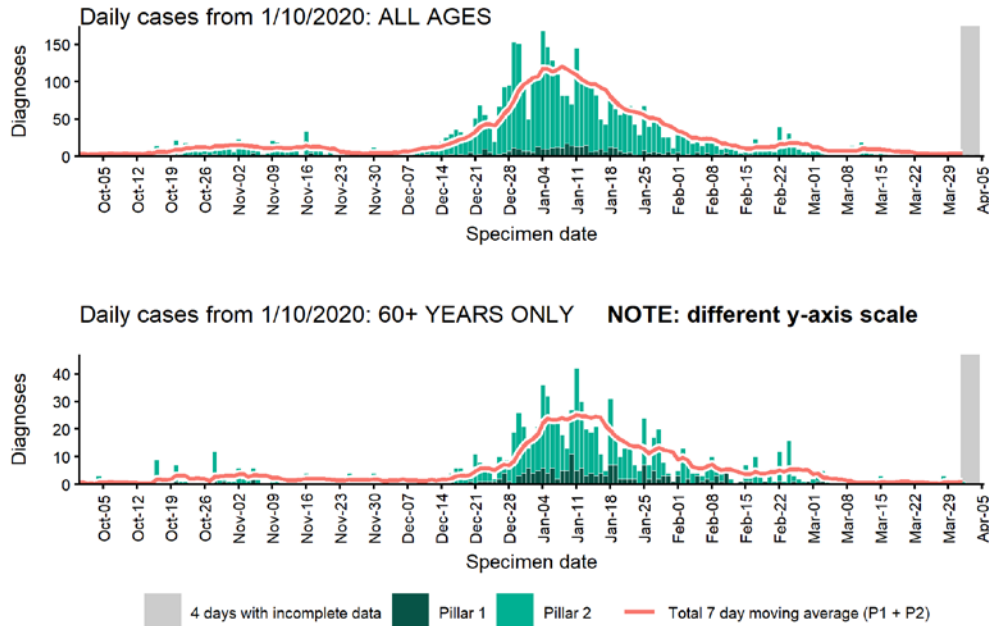 Daily cases from 1/10/2020: ALL AGES
Diagnoses
150
100
50
0
Oct-05 Oct-12 Oct-19 Oct-26 Nov-02 Nov-09 Nov-16 Nov-23 Nov-30 Dec-07 Dec-14 Dec-21 Dec-28 Jan-04 Jan-11 Jan-18 Jan-25 Feb-01 Feb-08 Feb-15 Feb-22 Mar-01 Mar-08 Mar-15 Mar-22 Mar-29 Apr-05
Specimen date
Daily cases from 1/10/2020: 60+ YEARS ONLY NOTE: different y-axis scale
Diagnoses
40
30
20
10
0
Oct-05 Oct-12 Oct-19 Oct-26 Nov-02 Nov-09 Nov-16 Nov-23 Nov-30 Dec-07 Dec-14 Dec-21 Dec-28 Jan-04 Jan-11 Jan-18 Jan-25 Feb-01 Feb-08 Feb-15 Feb-22 Mar-01 Mar-08 Mar-15 Mar-22 Mar-29 Apr-05
Specimen date
4 days with incomplete data Pillar 1 Pillar 2 Total 7 day moving average (P1 + P2)